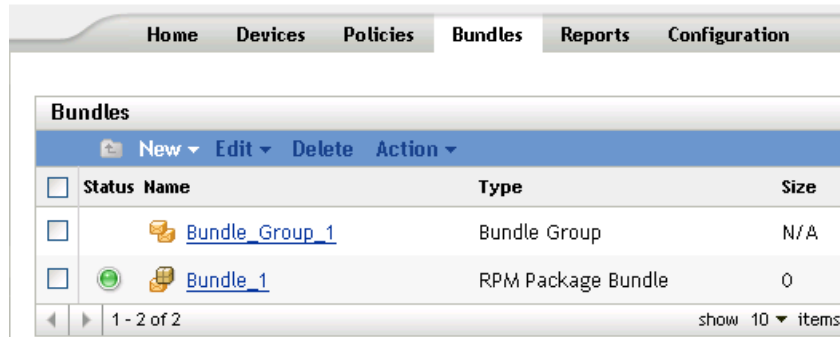 Home Devices Policies Bundles Reports Configuration
Bundles
New Edit Delete Action
Status Name Type Size
Bundle_Group_1 Bundle Group N/A
Bundle_1 RPM Package Bundle 0
1 - 2 of 2 show 10 items